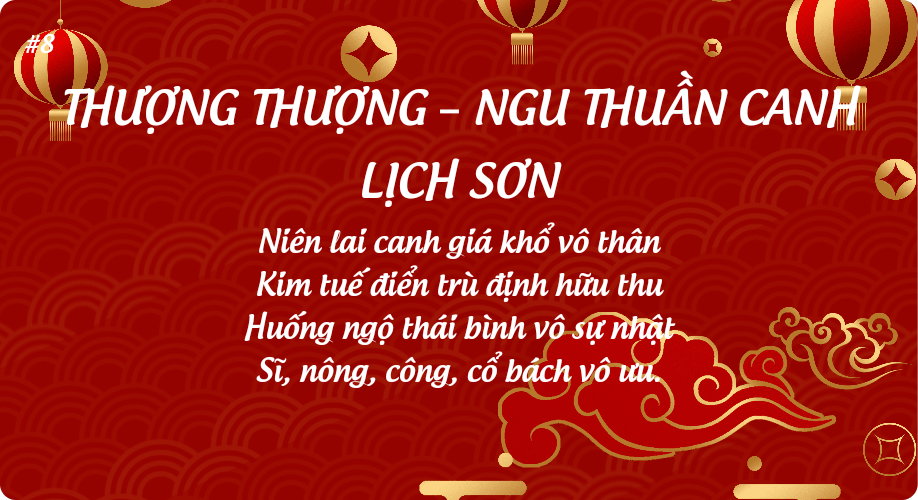 #8
THƯỢNG THƯỢNG – NGU THUẦN CANH
LỊCH SƠN
Niên lai canh giá khổ vô thân
Kim tuế điển trù định hữu thu
Huống ngộ thái bình vô sự nhật
Sĩ, nông, công, cổ bách vô ưu.